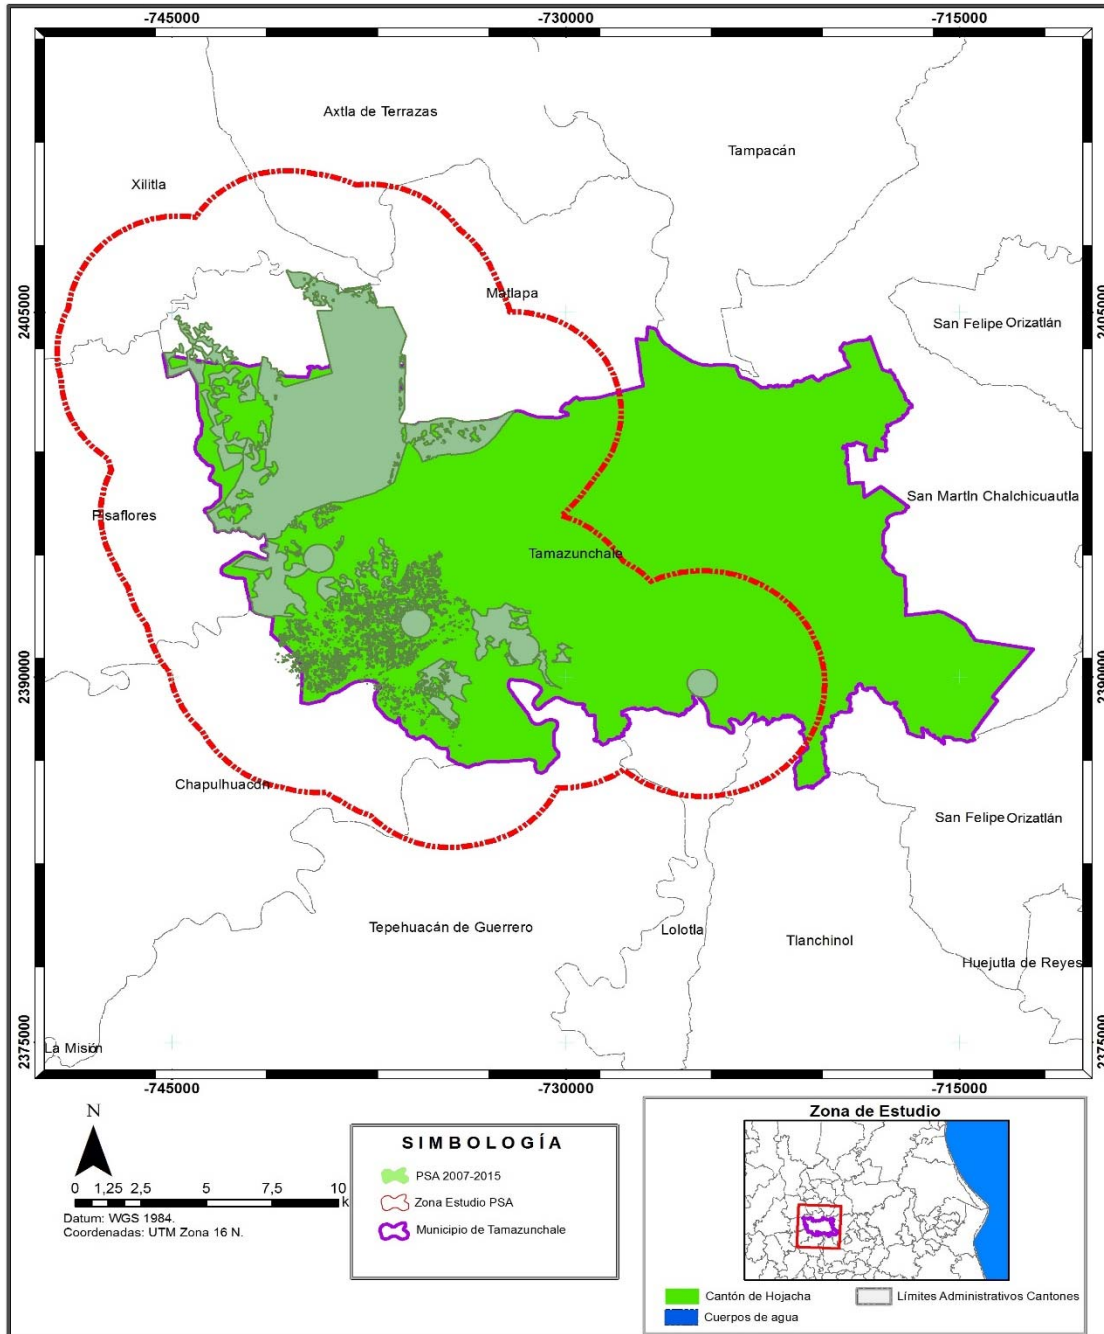 -745000
-730000
-715000
Axtla de Terrazas
Tampacán
Xilitla
Matlapa
2405000
2405000
San Felipe Orizatlán
Pisaflores
San Martín Chalchicuautla
Tamazunchale
2390000
2390000
Chapulhuacán
San Felipe Orizatlán
Tepehuacán de Guerrero
Lolotla
Tlanchinol
Huejutla de Reyes
2375000
2375000
La Misión
-745000
-730000
-715000
N
0 1,25 2,5 5 7,5 10
k
Datum: WGS 1984.
Coordenadas: UTM Zona 16 N.
SIMBOLOGÍA
PSA 2007-2015
Zona Estudio PSA
Municipio de Tamazunchale
Zona de Estudio
Cantón de Hojacha
Límites Administrativos Cantones
Cuerpos de agua